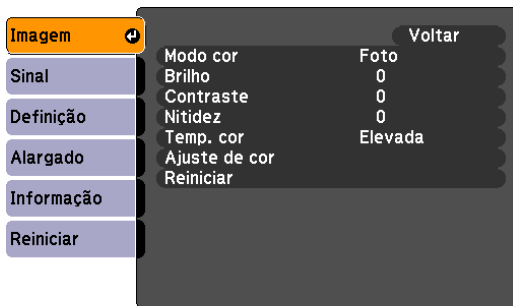 Imagem
Sinal
Definição
Alargado
Informação
Reiniciar
Voltar
Modo cor Foto
Brilho 0
Contraste 0
Nitidez 0
Temp. cor Elevada
Ajuste de cor
Reiniciar